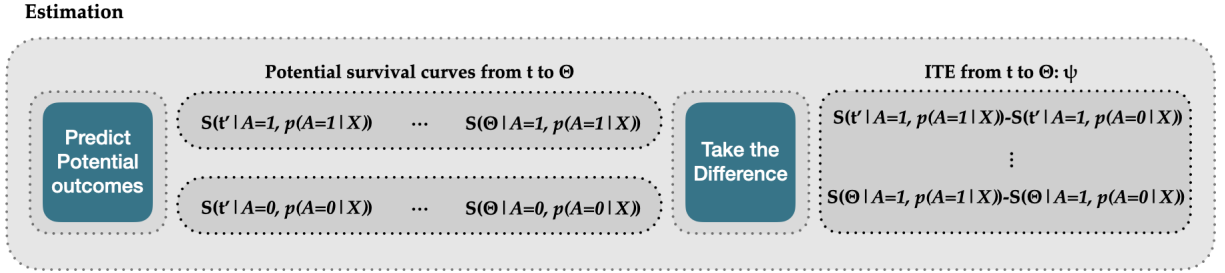 Estimation
Potential survival curves from t to Θ
ITE from t to Θ: ψ
Predict
Potential
outcomes
S(t' | A=1, p(A=1 | X)) ... S(Θ | A=1, p(A=1 | X))
S(t' | A=0, p(A=0 | X)) ... S(Θ | A=0, p(A=0 | X))
Take the
Difference
S(t' | A=1, p(A=1 | X))-S(t' | A=1, p(A=0 | X))
⋮
S(Θ | A=1, p(A=1 | X))-S(Θ | A=1, p(A=0 | X))